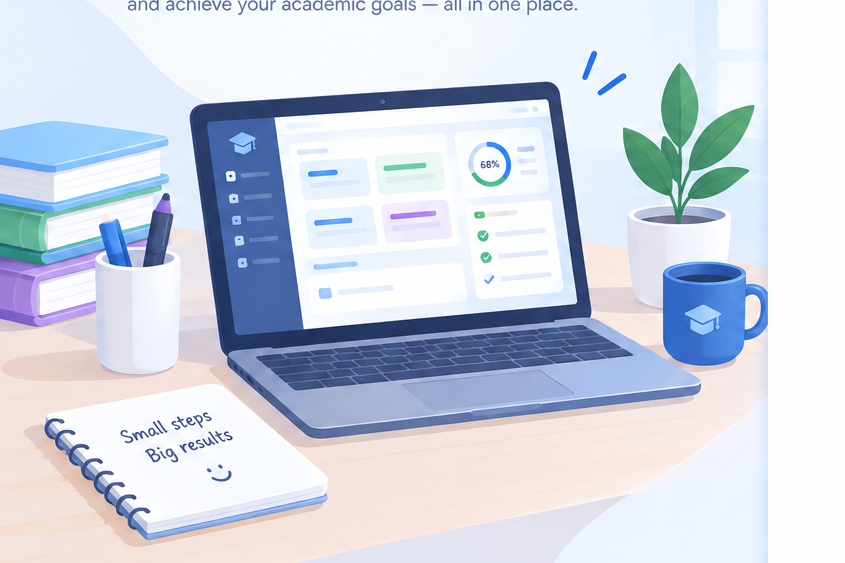 and achieve your academic goals — all in one place.
68%
Small steps
Big results